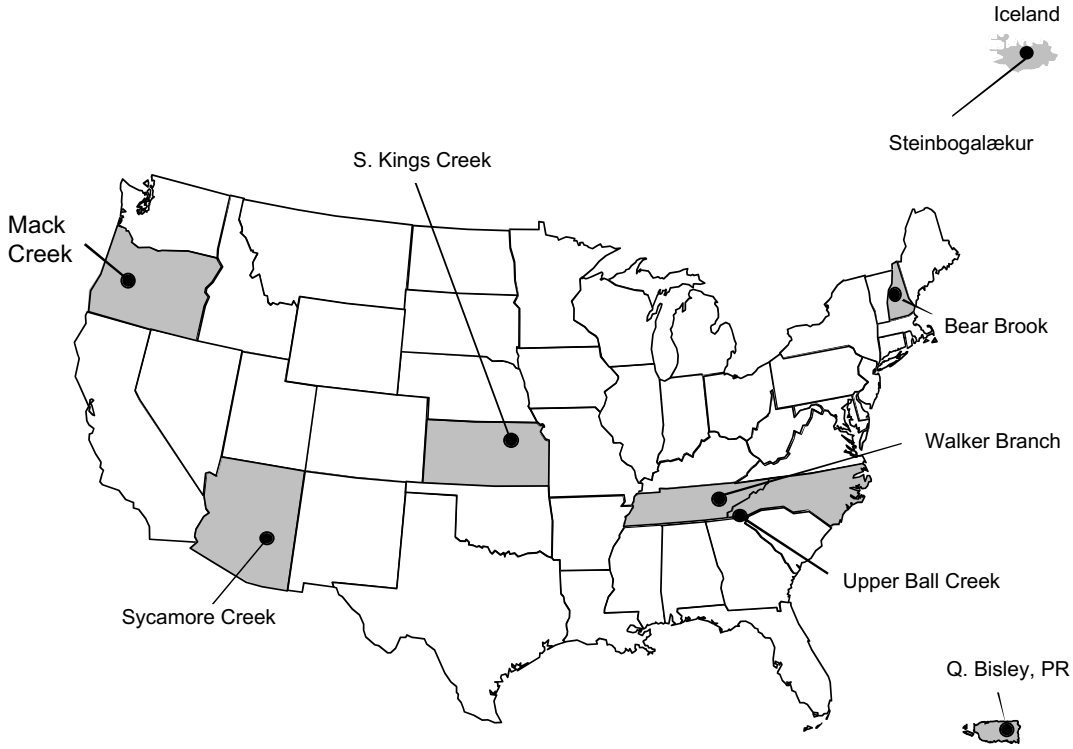 Iceland
Steinbogalækur
S. Kings Creek
Mack
Creek
Bear Brook
Walker Branch
Upper Ball Creek
Sycamore Creek
Q. Bisley, PR